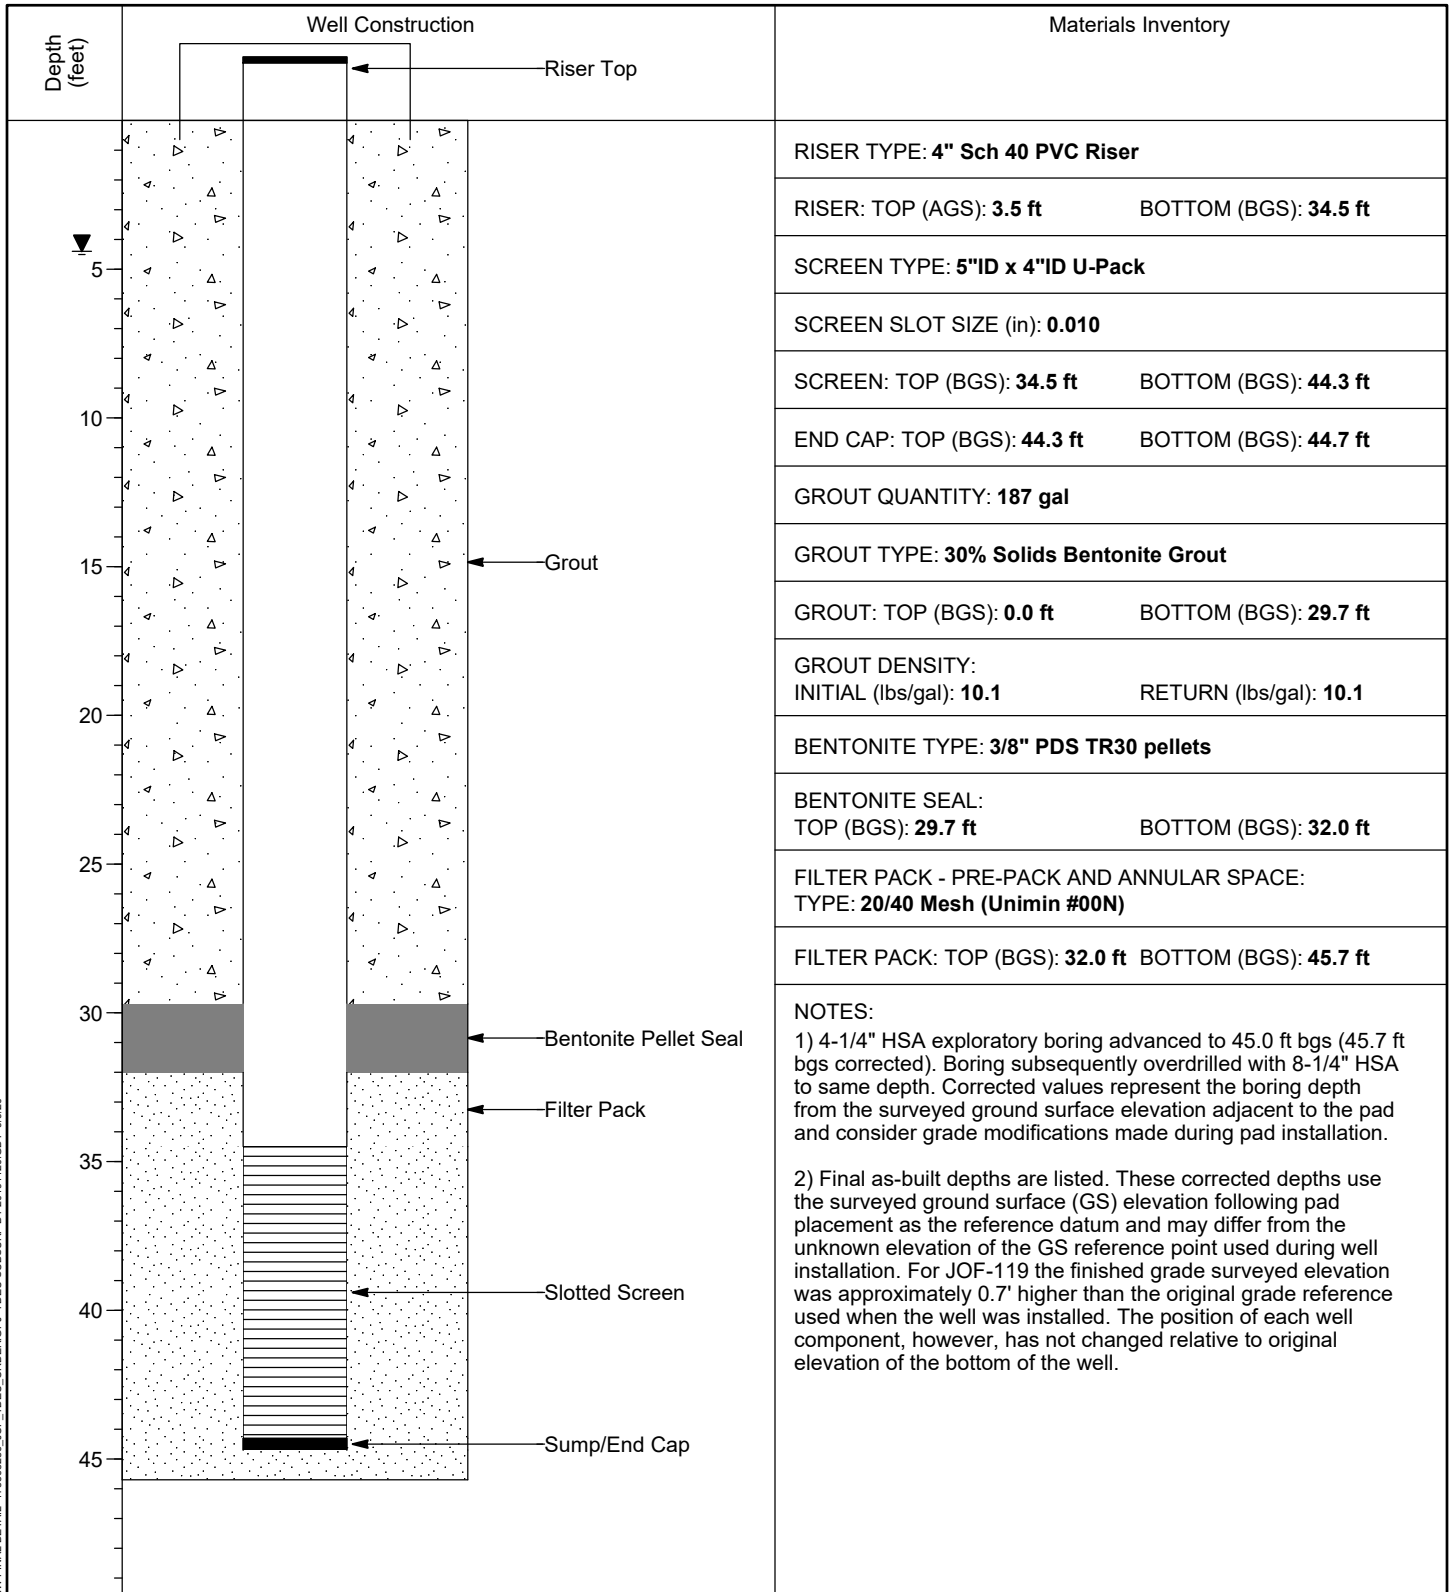 Depth
(feet)
Well Construction
Materials Inventory
Riser Top
5
10
15
20
25
30
35
40
45
Grout
Bentonite Pellet Seal
Filter Pack
Slotted Screen
Sump/End Cap
RISER TYPE: 4" Sch 40 PVC Riser
RISER: TOP (AGS): 3.5 ft BOTTOM (BGS): 34.5 ft
SCREEN TYPE: 5"ID x 4"ID U-Pack
SCREEN SLOT SIZE (in): 0.010
SCREEN: TOP (BGS): 34.5 ft BOTTOM (BGS): 44.3 ft
END CAP: TOP (BGS): 44.3 ft BOTTOM (BGS): 44.7 ft
GROUT QUANTITY: 187 gal
GROUT TYPE: 30% Solids Bentonite Grout
GROUT: TOP (BGS): 0.0 ft BOTTOM (BGS): 29.7 ft
GROUT DENSITY:
INITIAL (lbs/gal): 10.1 RETURN (lbs/gal): 10.1
BENTONITE TYPE: 3/8" PDS TR30 pellets
BENTONITE SEAL:
TOP (BGS): 29.7 ft BOTTOM (BGS): 32.0 ft
FILTER PACK - PRE-PACK AND ANNULAR SPACE:
TYPE: 20/40 Mesh (Unimin #00N)
FILTER PACK: TOP (BGS): 32.0 ft BOTTOM (BGS): 45.7 ft
NOTES:
1) 4-1/4" HSA exploratory boring advanced to 45.0 ft bgs (45.7 ft
bgs corrected). Boring subsequently overdrilled with 8-1/4" HSA
to same depth. Corrected values represent the boring depth
from the surveyed ground surface elevation adjacent to the pad
and consider grade modifications made during pad installation.
2) Final as-built depths are listed. These corrected depths use
the surveyed ground surface (GS) elevation following pad
placement as the reference datum and may differ from the
unknown elevation of the GS reference point used during well
installation. For JOF-119 the finished grade surveyed elevation
was approximately 0.7' higher than the original grade reference
used when the well was installed. The position of each well
component, however, has not changed relative to original
elevation of the bottom of the well.